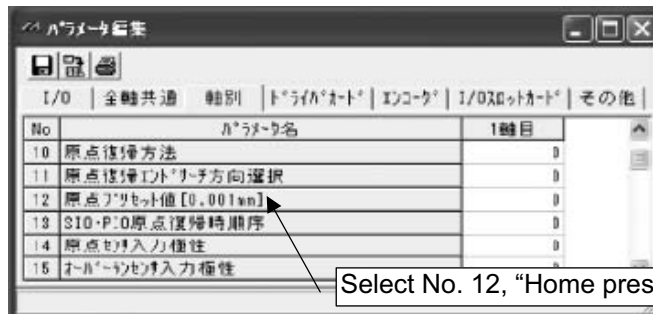 パラメータ編集
I/O 全軸共通 軸別 ドライバカード エンコーダ I/Oスロットカード その他
No パラメータ名 1軸目
10 原点復帰方法 0
11 原点復帰エンドサーチ方向選択 0
12 原点プリセット値[0.001mm] 0
13 SIO・PIO原点復帰時順序 0
14 原点センサ入力極性 0
15 オーバーランセンサ入力極性 0
Select No. 12, “Home pres